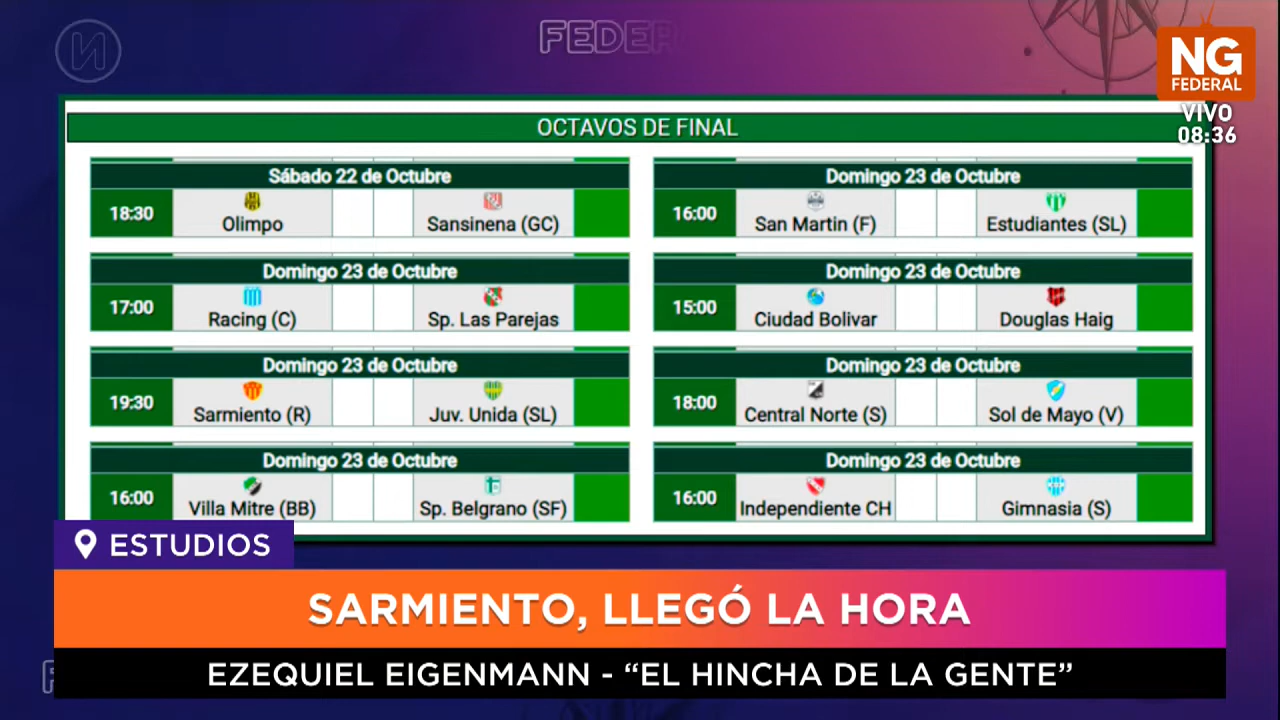 FEDER
NG
FEDERAL
VIVO
08:36
OCTAVOS DE FINAL
Sábado 22 de Octubre
18:30
Olimpo
Sansinena (GC)
Domingo 23 de Octubre
16:00
San Martin (F)
Estudiantes (SL)
Domingo 23 de Octubre
17:00
Racing (C)
Sp. Las Parejas
Domingo 23 de Octubre
15:00
Ciudad Bolivar
Douglas Haig
Domingo 23 de Octubre
19:30
Sarmiento (R)
Juv. Unida (SL)
Domingo 23 de Octubre
18:00
Central Norte (S)
Sol de Mayo (V)
Domingo 23 de Octubre
16:00
Villa Mitre (BB)
Sp. Belgrano (SF)
Domingo 23 de Octubre
16:00
Independiente CH
Gimnasia (S)
ESTUDIOS
SARMIENTO, LLEGÓ LA HORA
EZEQUIEL EIGENMANN - “EL HINCHA DE LA GENTE”